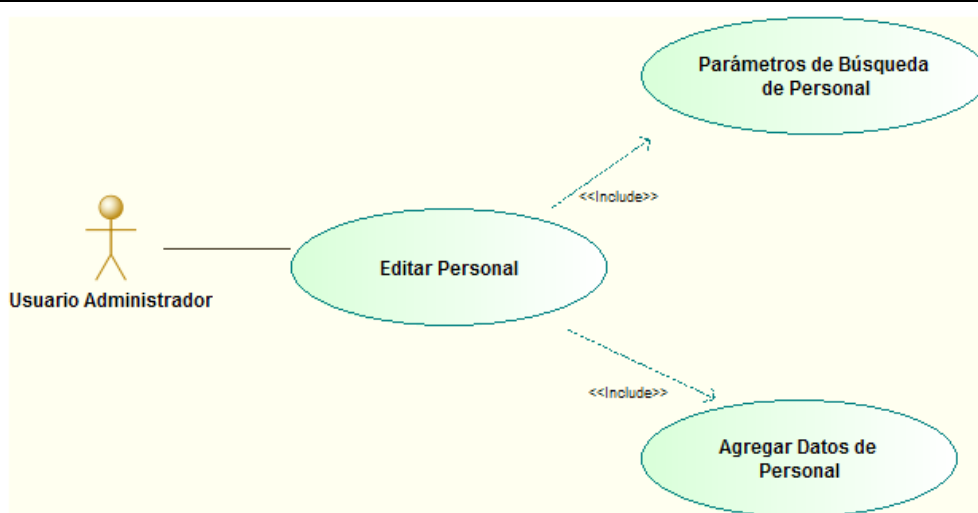 Parámetros de Búsqueda
de Personal
<<Include>>
Editar Personal
Usuario Administrador
<<Include>>
Agregar Datos de
Personal